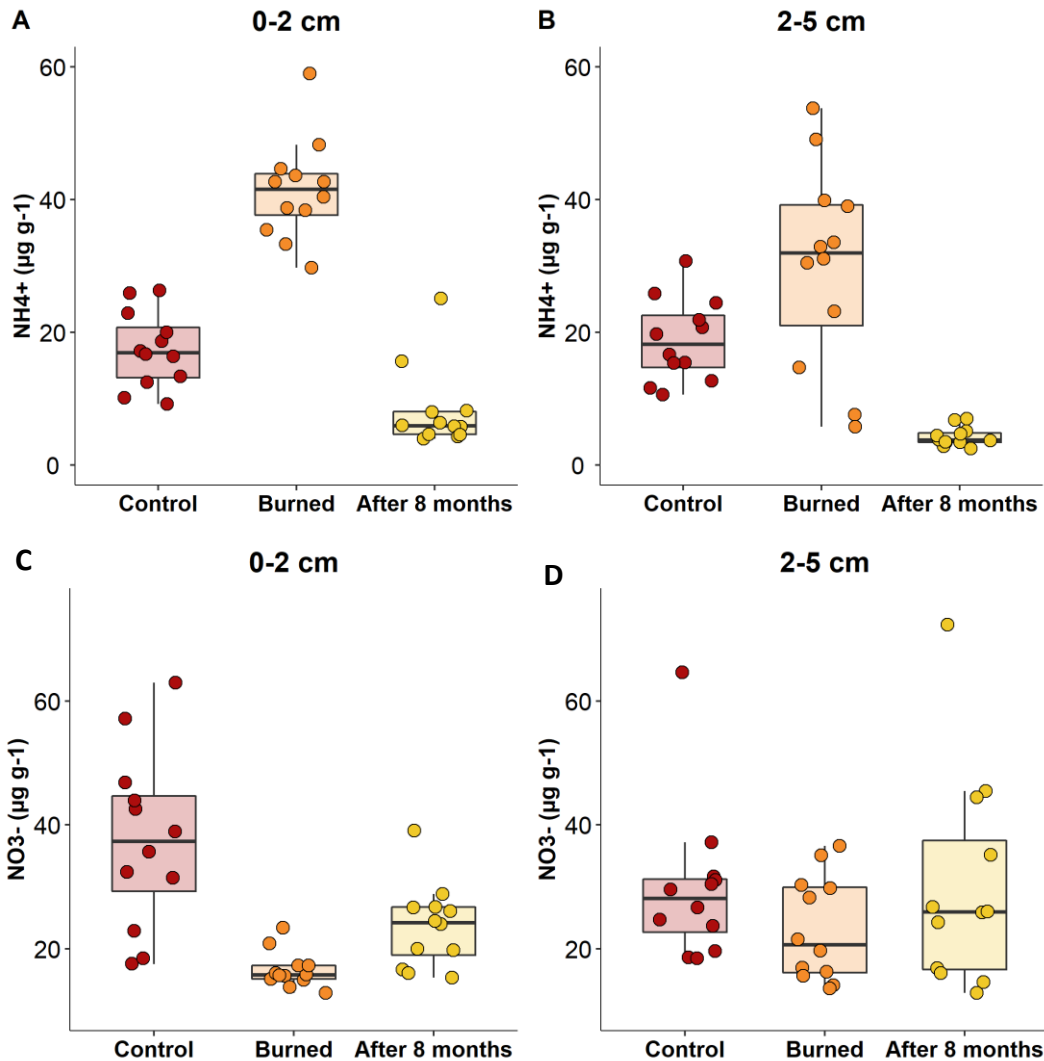 A
0-2 cm
NH4+ (µg g-1)
60
40
20
0
Control
Burned
After 8 months
B
2-5 cm
NH4+ (µg g-1)
60
40
20
0
Control
Burned
After 8 months
C
0-2 cm
NO3- (µg g-1)
60
40
20
Control
Burned
After 8 months
D
2-5 cm
NO3- (µg g-1)
60
40
20
Control
Burned
After 8 months